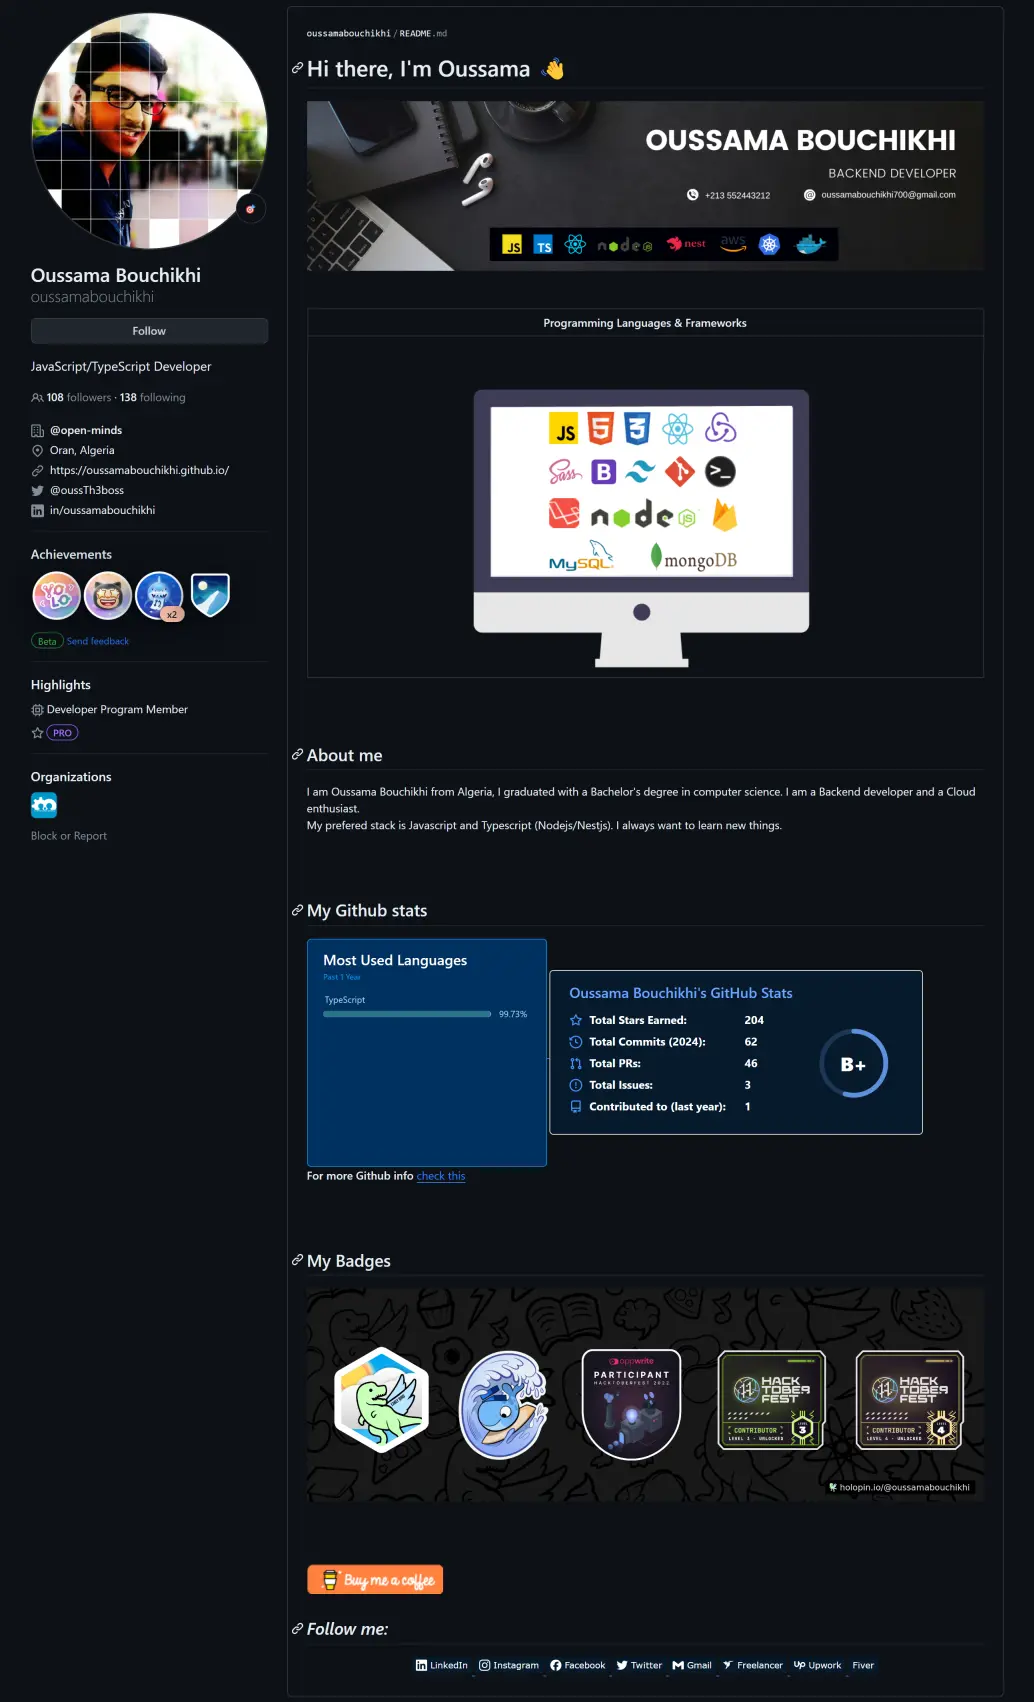 Oussama Bouchikhi
oussamabouchikhi
Follow
JavaScript/TypeScript Developer
108 followers · 138 following
@open-minds
Oran, Algeria
https://oussamabouchikhi.github.io/
@oussTh3boss
in/oussamabouchikhi
Achievements
YOLO
x2
Beta Send feedback
Highlights
Developer Program Member
PRO
Organizations
Block or Report
oussamabouchikhi / README.md
Hi there, I'm Oussama 👋
OUSSAMA BOUCHIKHI
BACKEND DEVELOPER
+213 552443212 oussamabouchikhi700@gmail.com
JS TS node JS nest aws
Programming Languages & Frameworks
JS 5 3
Sass B
node JS
MySQL mongoDB
About me
I am Oussama Bouchikhi from Algeria, I graduated with a Bachelor's degree in computer science. I am a Backend developer and a Cloud
enthusiast.
My prefered stack is Javascript and Typescript (Nodejs/Nestjs). I always want to learn new things.
My Github stats
Most Used Languages
Past 1 Year
TypeScript
99.73%
Oussama Bouchikhi's GitHub Stats
Total Stars Earned: 204
Total Commits (2024): 62
Total PRs: 46
Total Issues: 3
Contributed to (last year): 1
B+
For more Github info check this
My Badges
appwrite
PARTICIPANT
HACKTOBERFEST 2022
HACK
TOBER
FEST
CONTRIBUTOR
LEVEL 3 · UNLOCKED
LEVEL
3
HACK
TOBER
FEST
CONTRIBUTOR
LEVEL 4 · UNLOCKED
LEVEL
4
holopin.io/@oussamabouchikhi
Buy me a coffee
Follow me:
LinkedIn Instagram Facebook Twitter Gmail Freelancer Upwork Fiver